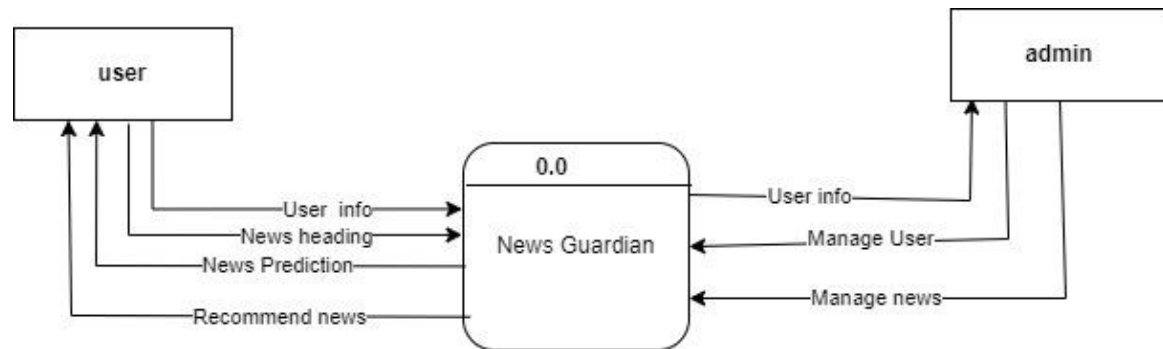 user
admin
0.0
News Guardian
User info
News heading
News Prediction
Recommend news
User info
Manage User
Manage news